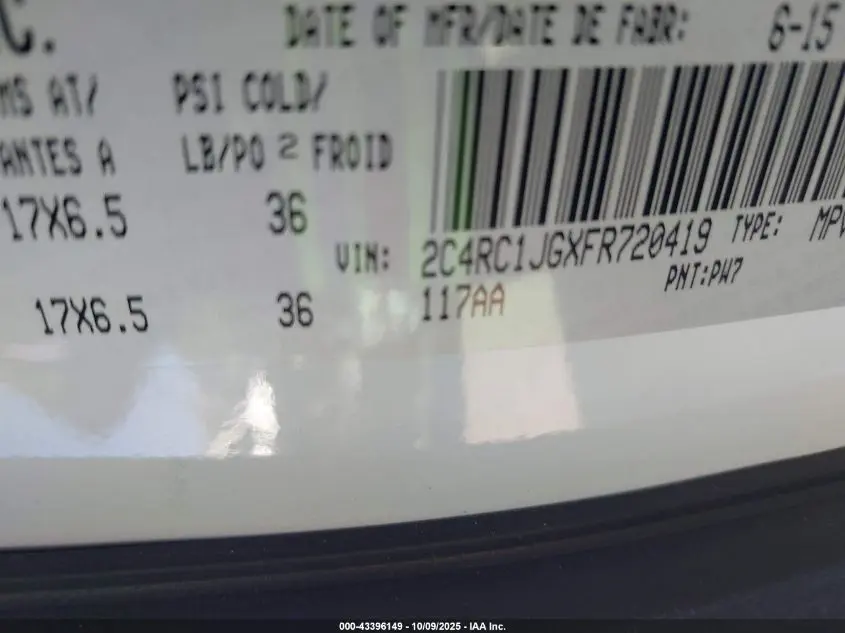 C.
DATE OF MFR/DATE DE FABR: 6-15
MS AT/ PSI COLD/
ANTES A LB/PO 2 FROID
17X6.5 36
VIN: 2C4RC1JGXFR720419 TYPE: MPV
PNT:PW7
17X6.5 36 117AA
000-43396149 - 10/09/2025 - IAA Inc.